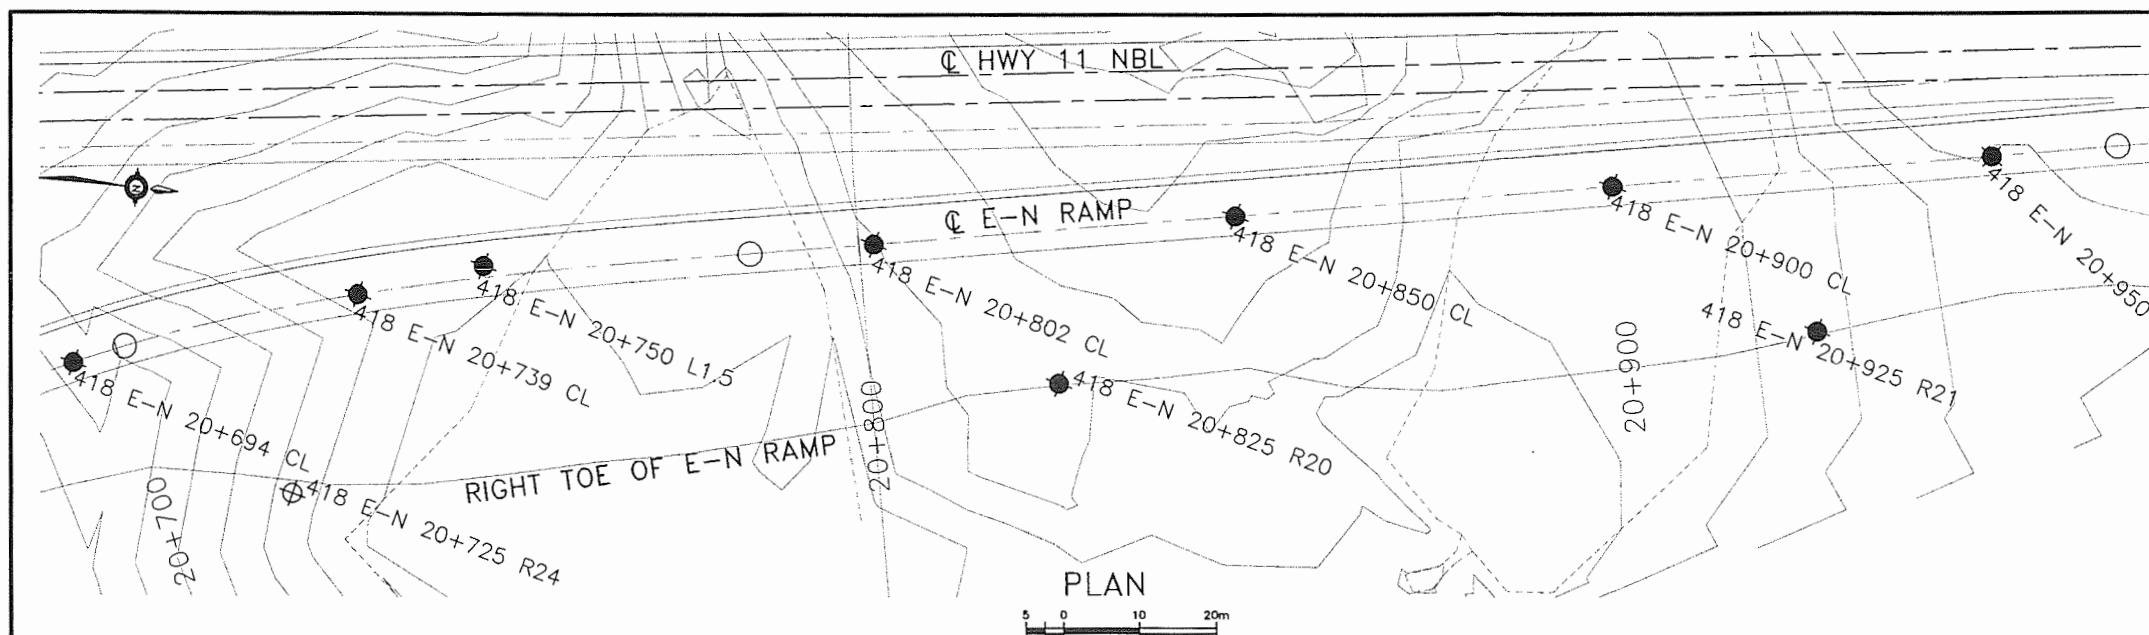 ℄ HWY 11 NBL
N
℄ E-N RAMP
418 E-N 20+694 CL
418 E-N 20+739 CL
418 E-N 20+750 L1.5
418 E-N 20+802 CL
418 E-N 20+850 CL
418 E-N 20+900 CL
418 E-N 20+950
418 E-N 20+925 R21
418 E-N 20+825 R20
418 E-N 20+725 R24
RIGHT TOE OF E-N RAMP
20+700
20+800
20+900
PLAN
5 0 10 20m